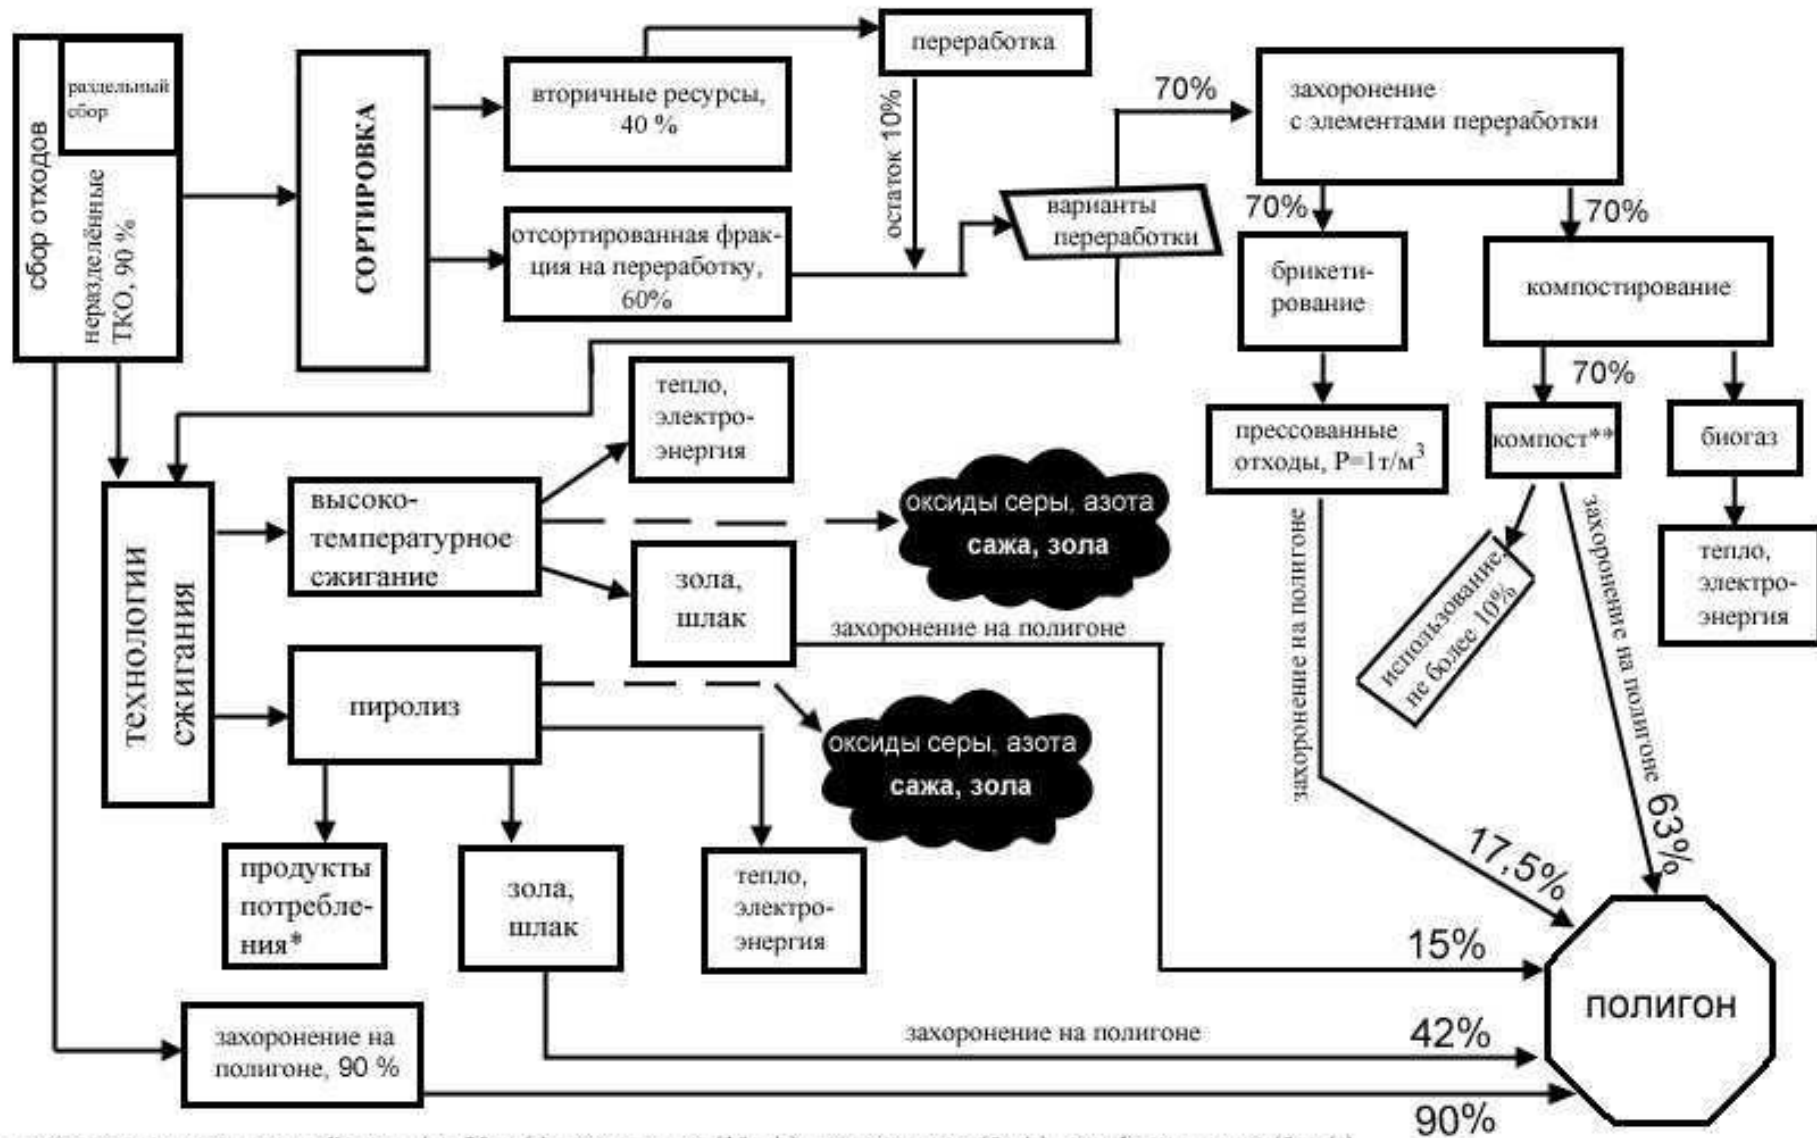 сбор отходов
раздельный
сбор
неразделённые
ТКО, 90 %
СОРТИРОВКА
вторичные ресурсы,
40 %
отсортированная фрак-
ция на переработку,
60%
переработка
остаток 10%
варианты
переработки
70%
захоронение
с элементами переработки
70%
70%
брикети-
рование
компостирование
70%
прессованные
отходы, Р=1т/м³
компост**
биогаз
тепло,
электро-
энергия
использование,
не более 10%
захоронение на полигоне
17,5%
захоронение на полигоне 63%
технологии
сжигания
высоко-
температурное
сжигание
тепло,
электро-
энергия
оксиды серы, азота
сажа, зола
зола,
шлак
захоронение на полигоне
15%
пиролиз
оксиды серы, азота
сажа, зола
продукты
потребле-
ния*
зола,
шлак
тепло,
электро-
энергия
захоронение на полигоне
42%
захоронение на
полигоне, 90 %
90%
ПОЛИГОН